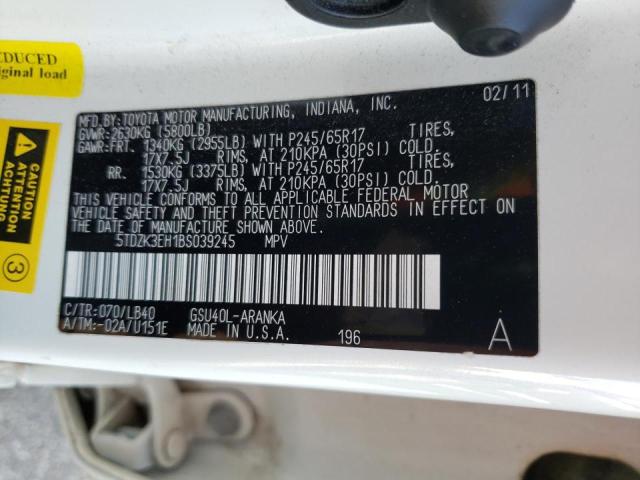 EDUCED
riginal load
CAUTION
ATTENTION
ACHTUNG
3
MFD.BY:TOYOTA MOTOR MANUFACTURING, INDIANA, INC. 02/11
GVWR:2630KG (5800LB)
GAWR:FRT. 1340KG (2955LB) WITH P245/65R17 TIRES,
17X7.5J RIMS, AT 210KPA (30PSI) COLD.
RR. 1530KG (3375LB) WITH P245/65R17 TIRES,
17X7.5J RIMS, AT 210KPA (30PSI) COLD.
THIS VEHICLE CONFORMS TO ALL APPLICABLE FEDERAL MOTOR
VEHICLE SAFETY AND THEFT PREVENTION STANDARDS IN EFFECT ON
THE DATE OF MANUFACTURE SHOWN ABOVE.
5TDZK3EH1BS039245 MPV
C/TR:070/LB40 GSU40L-ARANKA
A/TM:-02A/U151E MADE IN U.S.A. 196 A